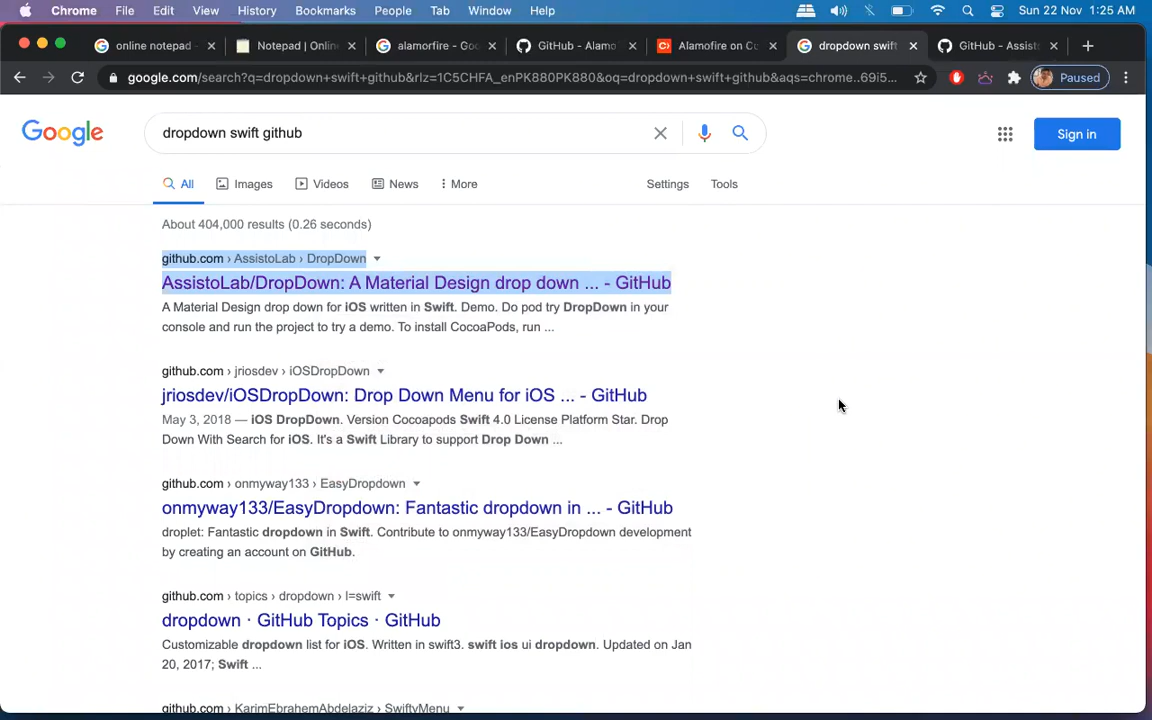 Chrome File Edit View History Bookmarks People Tab Window Help Sun 22 Nov 1:25 AM
online notepad - Notepad | Onlin alamorfire - Goo GitHub - Alamo Alamofire on Co dropdown swift GitHub - Assist
google.com/search?q=dropdown+swift+github&rlz=1C5CHFA_enPK880PK880&oq=dropdown+swift+github&aqs=chrome..69i5... Paused
Google dropdown swift github Sign in
All Images Videos News More Settings Tools
About 404,000 results (0.26 seconds)
github.com › AssistoLab › DropDown
AssistoLab/DropDown: A Material Design drop down ... - GitHub
A Material Design drop down for iOS written in Swift. Demo. Do pod try DropDown in your
console and run the project to try a demo. To install CocoaPods, run ...
github.com › jriosdev › iOSDropDown
jriosdev/iOSDropDown: Drop Down Menu for iOS ... - GitHub
May 3, 2018 — iOS DropDown. Version Cocoapods Swift 4.0 License Platform Star. Drop
Down With Search for iOS. It's a Swift Library to support Drop Down ...
github.com › onmyway133 › EasyDropdown
onmyway133/EasyDropdown: Fantastic dropdown in ... - GitHub
droplet: Fantastic dropdown in Swift. Contribute to onmyway133/EasyDropdown development
by creating an account on GitHub.
github.com › topics › dropdown › l=swift
dropdown · GitHub Topics · GitHub
Customizable dropdown list for iOS. Written in swift3. swift ios ui dropdown. Updated on Jan
20, 2017; Swift ...
github.com › KarimEbrahemAbdelaziz › SwiftyMenu